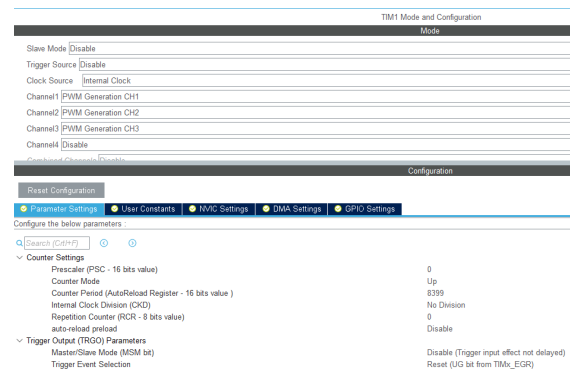 TIM1 Mode and Configuration
Mode
Slave Mode Disable
Trigger Source Disable
Clock Source Internal Clock
Channel1 PWM Generation CH1
Channel2 PWM Generation CH2
Channel3 PWM Generation CH3
Channel4 Disable
Combined Channels Disable
Configuration
Reset Configuration
Parameter Settings User Constants NVIC Settings DMA Settings GPIO Settings
Configure the below parameters :
Search (Crtl+F)
Counter Settings
Prescaler (PSC - 16 bits value) 0
Counter Mode Up
Counter Period (AutoReload Register - 16 bits value ) 8399
Internal Clock Division (CKD) No Division
Repetition Counter (RCR - 8 bits value) 0
auto-reload preload Disable
Trigger Output (TRGO) Parameters
Master/Slave Mode (MSM bit) Disable (Trigger input effect not delayed)
Trigger Event Selection Reset (UG bit from TIMx_EGR)